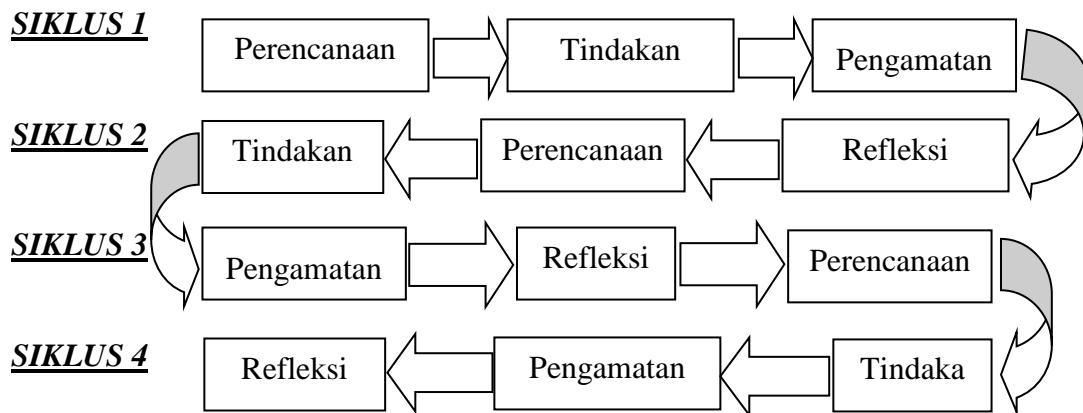 SIKLUS 1
Perencanaan
Tindakan
Pengamatan
SIKLUS 2
Tindakan
Perencanaan
Refleksi
SIKLUS 3
Pengamatan
Refleksi
Perencanaan
SIKLUS 4
Refleksi
Pengamatan
Tindaka